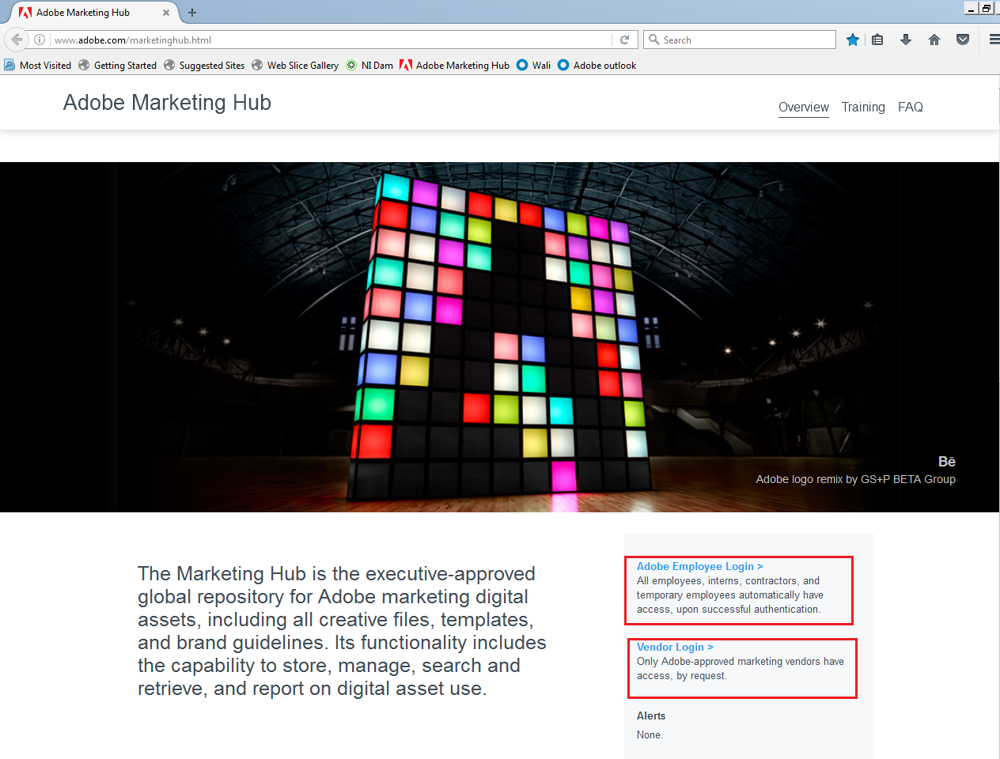 Adobe Marketing Hub
www.adobe.com/marketinghub.html
Search
Most Visited Getting Started Suggested Sites Web Slice Gallery NI Dam Adobe Marketing Hub Wali Adobe outlook
Adobe Marketing Hub
Overview Training FAQ
Bē
Adobe logo remix by GS+P BETA Group
The Marketing Hub is the executive-approved
global repository for Adobe marketing digital
assets, including all creative files, templates,
and brand guidelines. Its functionality includes
the capability to store, manage, search and
retrieve, and report on digital asset use.
Adobe Employee Login >
All employees, interns, contractors, and
temporary employees automatically have
access, upon successful authentication.
Vendor Login >
Only Adobe-approved marketing vendors have
access, by request.
Alerts
None.